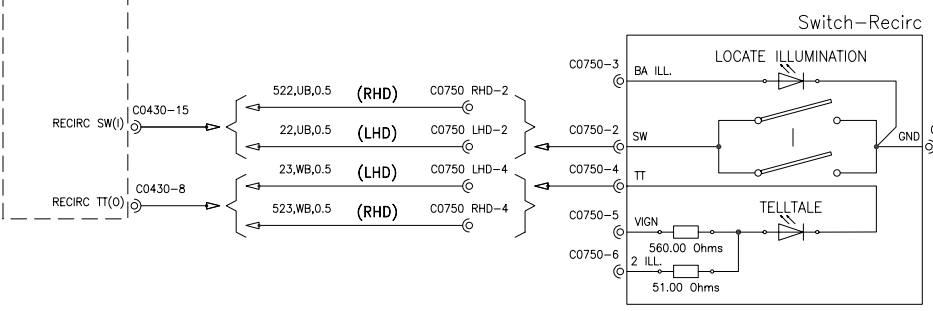 Switch-Recirc
LOCATE ILLUMINATION
C0750-3
BA ILL.
522,UB,0.5 (RHD) C0750 RHD-2
C0430-15
RECIRC SW(I)
22,UB,0.5 (LHD) C0750 LHD-2
C0750-2
SW
GND
23,WB,0.5 (LHD) C0750 LHD-4
C0750-4
TT
C0430-8
RECIRC TT(O)
523,WB,0.5 (RHD) C0750 RHD-4
TELLTALE
C0750-5
VIGN
560.00 Ohms
C0750-6
2 ILL.
51.00 Ohms